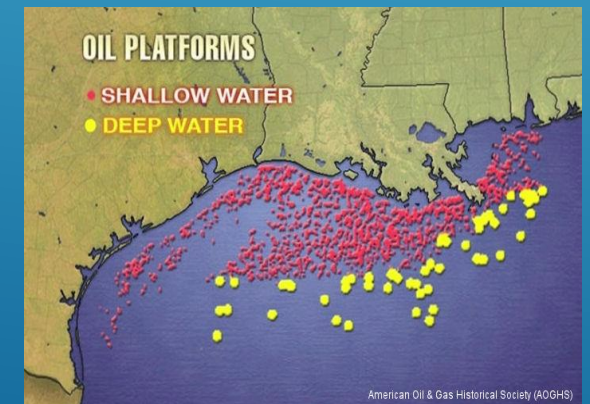 OIL PLATFORMS
SHALLOW WATER
DEEP WATER
American Oil & Gas Historical Society (AOGHS)